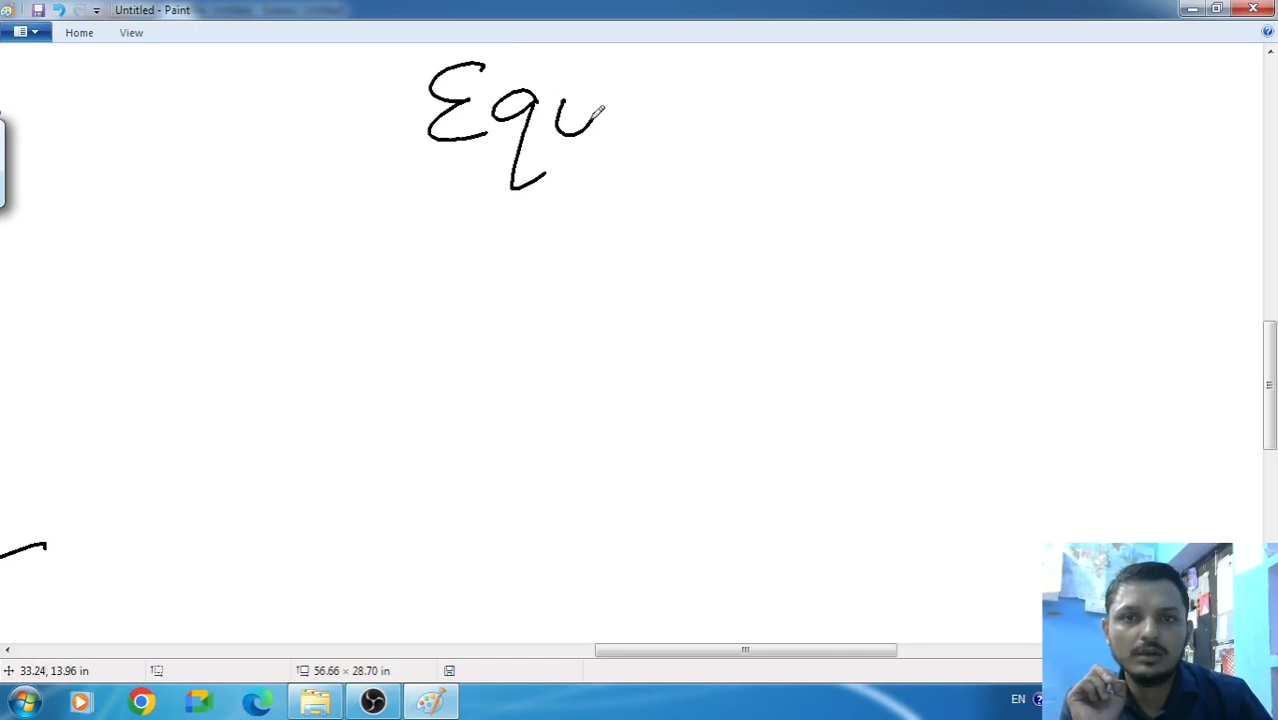 Untitled - Paint
Home View
Equ
33.24, 13.96 in 56.66 × 28.70 in
EN